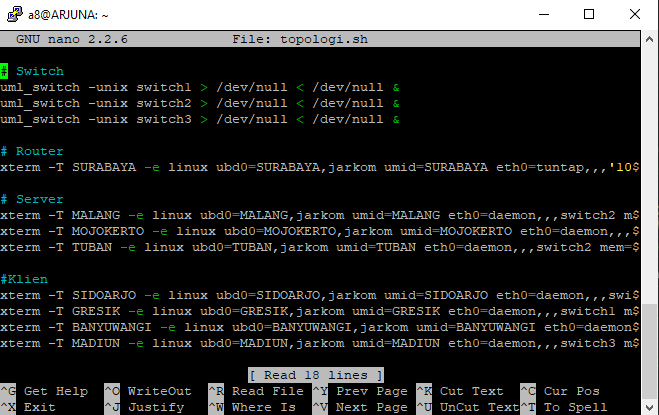 a8@ARJUNA: ~
GNU nano 2.2.6 File: topologi.sh
# Switch
uml_switch -unix switch1 > /dev/null < /dev/null &
uml_switch -unix switch2 > /dev/null < /dev/null &
uml_switch -unix switch3 > /dev/null < /dev/null &
# Router
xterm -T SURABAYA -e linux ubd0=SURABAYA,jarkom umid=SURABAYA eth0=tuntap,,,'10$
# Server
xterm -T MALANG -e linux ubd0=MALANG,jarkom umid=MALANG eth0=daemon,,,switch2 m$
xterm -T MOJOKERTO -e linux ubd0=MOJOKERTO,jarkom umid=MOJOKERTO eth0=daemon,,,$
xterm -T TUBAN -e linux ubd0=TUBAN,jarkom umid=TUBAN eth0=daemon,,,switch2 mem=$
#Klien
xterm -T SIDOARJO -e linux ubd0=SIDOARJO,jarkom umid=SIDOARJO eth0=daemon,,,swi$
xterm -T GRESIK -e linux ubd0=GRESIK,jarkom umid=GRESIK eth0=daemon,,,switch1 m$
xterm -T BANYUWANGI -e linux ubd0=BANYUWANGI,jarkom umid=BANYUWANGI eth0=daemon$
xterm -T MADIUN -e linux ubd0=MADIUN,jarkom umid=MADIUN eth0=daemon,,,switch3 m$
[ Read 18 lines ]
^G Get Help ^O WriteOut ^R Read File ^Y Prev Page ^K Cut Text ^C Cur Pos
^X Exit ^J Justify ^W Where Is ^V Next Page ^U UnCut Text ^T To Spell